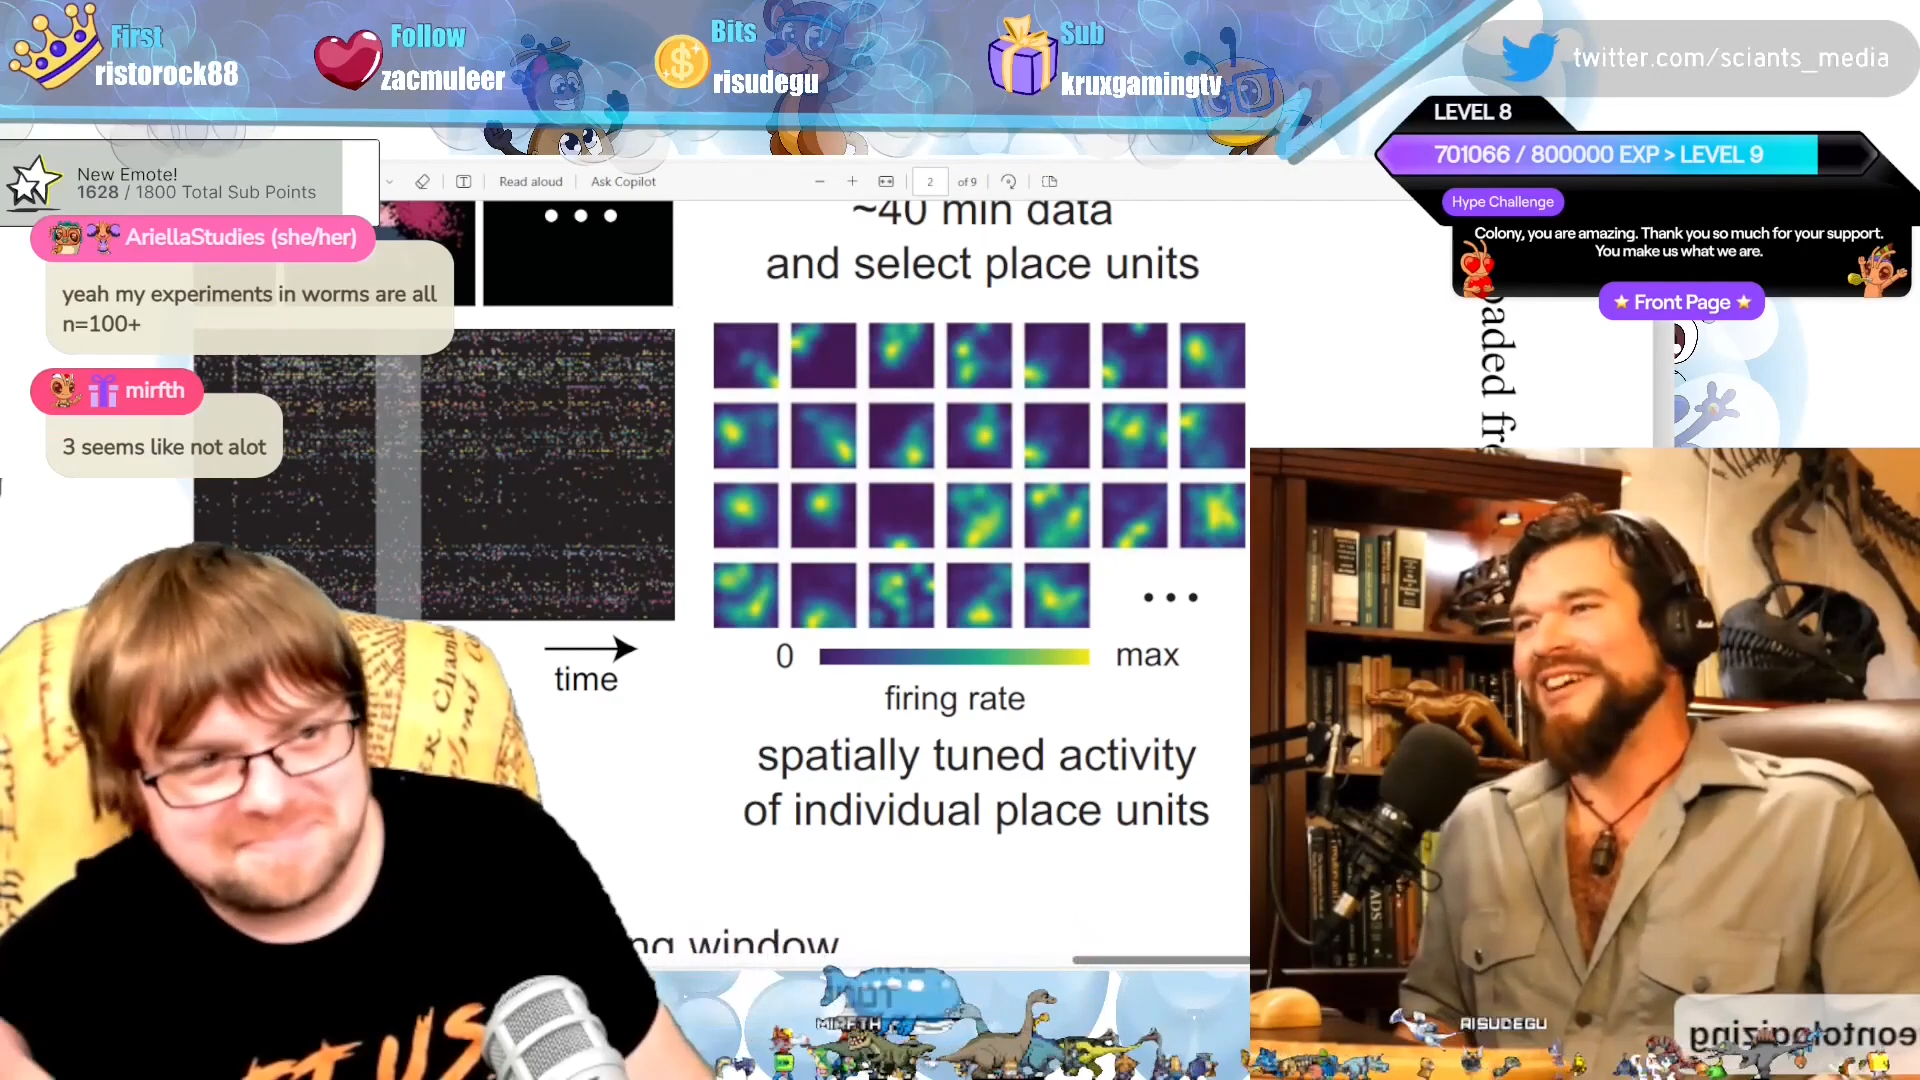 First
ristorock88
Follow
zacmuleer
Bits
risudegu
Sub
kruxgamingtv
twitter.com/sciants_media
LEVEL 8
701066 / 800000 EXP > LEVEL 9
Hype Challenge
Colony, you are amazing. Thank you so much for your support.
You make us what we are.
★ Front Page ★
New Emote!
1628 / 1800 Total Sub Points
Read aloud
Ask Copilot
2
of 9
AriellaStudies (she/her)
yeah my experiments in worms are all
n=100+
mirfth
3 seems like not alot
~40 min data
and select place units
time
0
max
firing rate
spatially tuned activity
of individual place units
window
MIRFTH
RISUDEGU